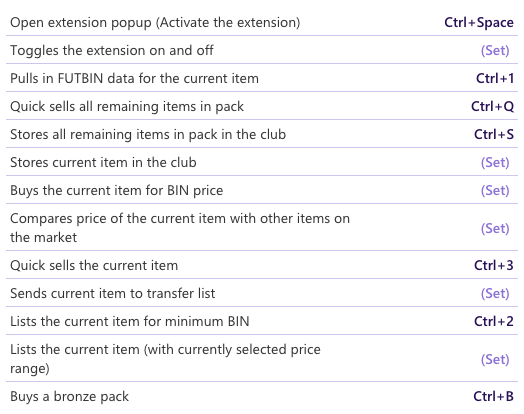 Open extension popup (Activate the extension) Ctrl+Space
Toggles the extension on and off (Set)
Pulls in FUTBIN data for the current item Ctrl+1
Quick sells all remaining items in pack Ctrl+Q
Stores all remaining items in pack in the club Ctrl+S
Stores current item in the club (Set)
Buys the current item for BIN price (Set)
Compares price of the current item with other items on
the market (Set)
Quick sells the current item Ctrl+3
Sends current item to transfer list (Set)
Lists the current item for minimum BIN Ctrl+2
Lists the current item (with currently selected price
range) (Set)
Buys a bronze pack Ctrl+B